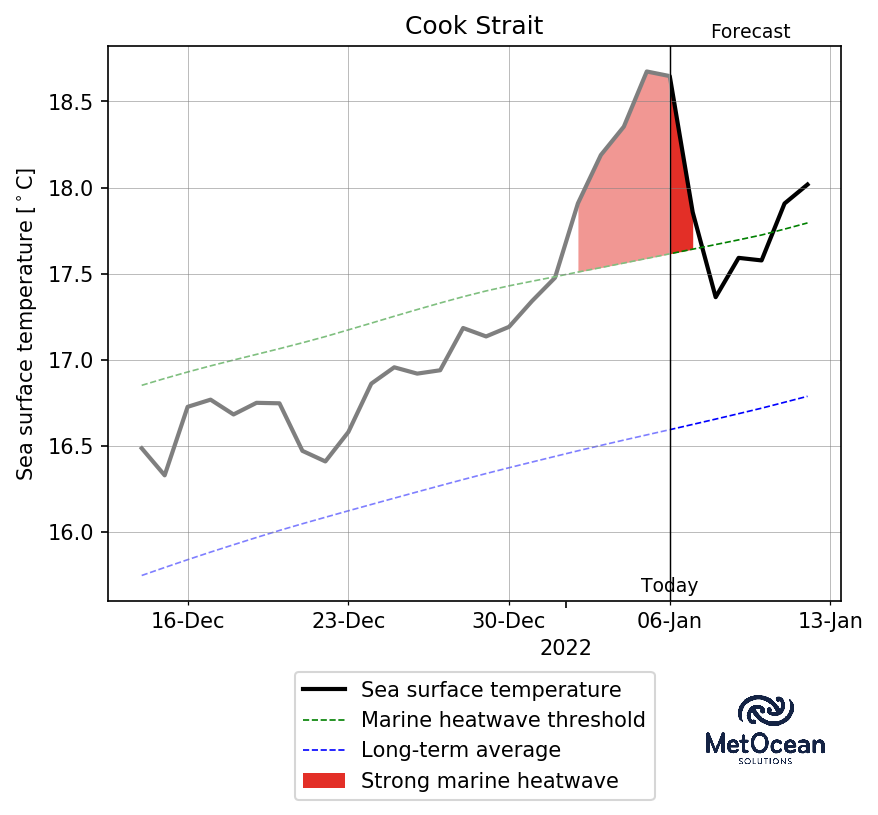 Cook Strait
Forecast
Sea surface temperature [°C]
18.5
18.0
17.5
17.0
16.5
16.0
Today
16-Dec 23-Dec 30-Dec 06-Jan 13-Jan
2022
Sea surface temperature
Marine heatwave threshold
Long-term average
Strong marine heatwave
MetOcean
SOLUTIONS